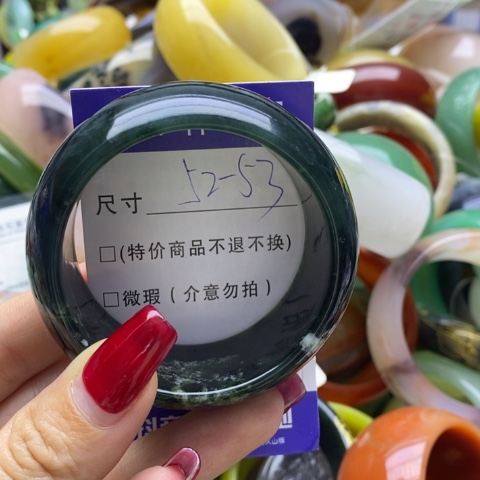 尺寸 52-53
□(特价商品不退不换)
□微瑕(介意勿拍)